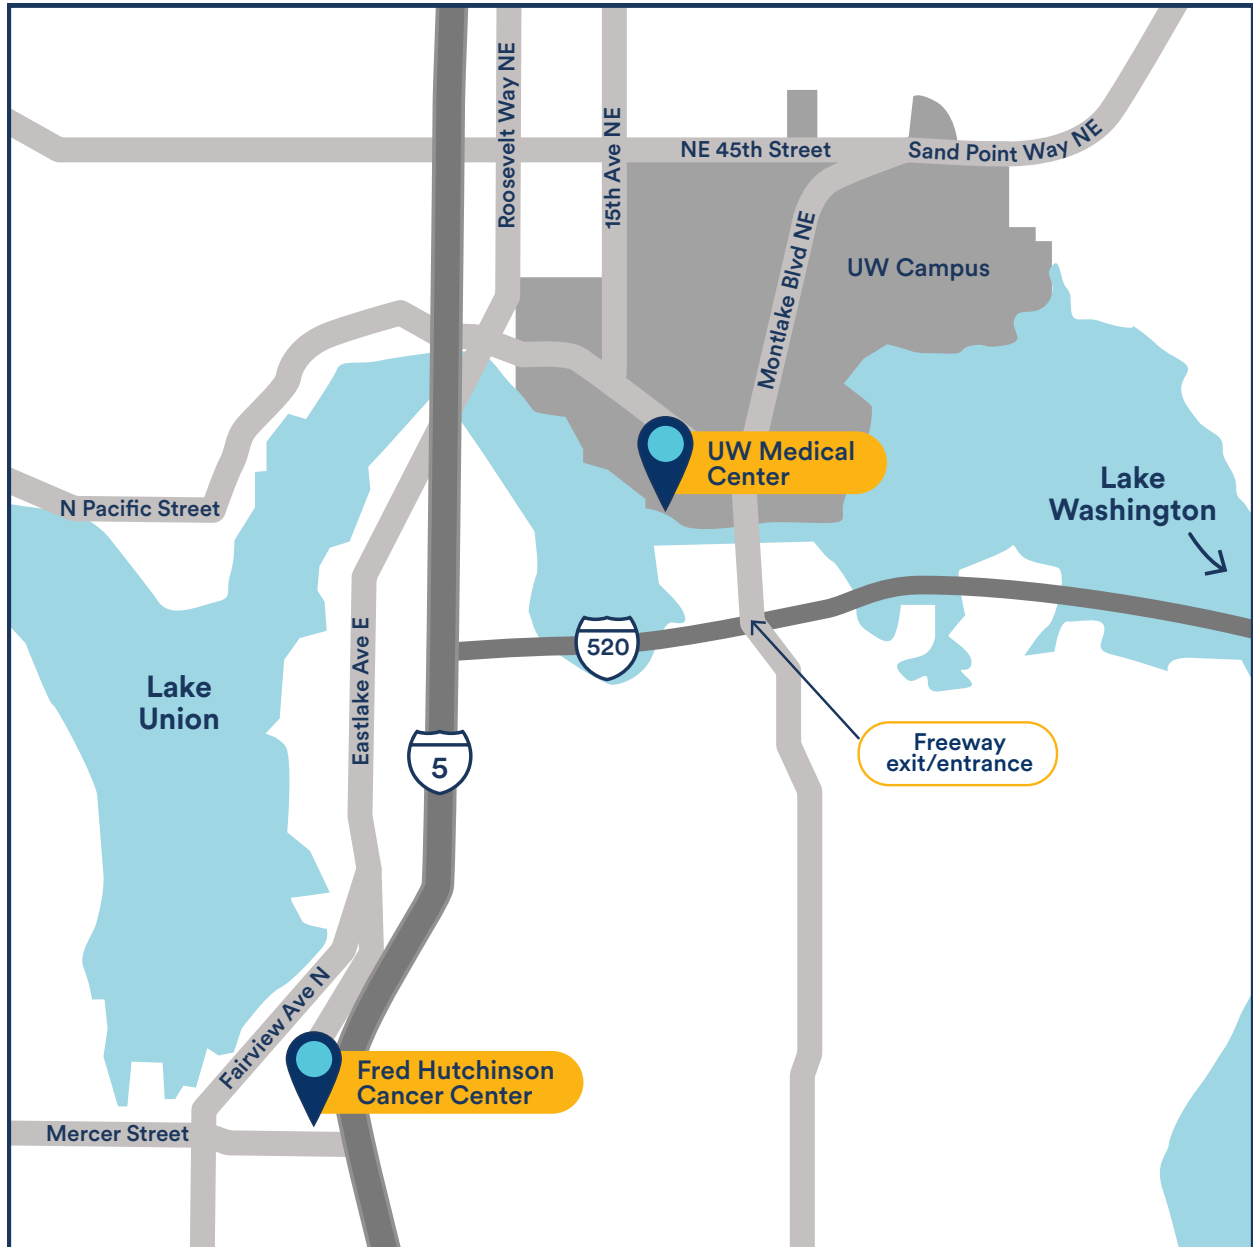 Roosevelt Way NE
15th Ave NE
NE 45th Street
Sand Point Way NE
Montlake Blvd NE
UW Campus
UW Medical
Center
Lake
Washington
N Pacific Street
Eastlake Ave E
520
Lake
Union
5
Freeway
exit/entrance
Fairview Ave N
Fred Hutchinson
Cancer Center
Mercer Street